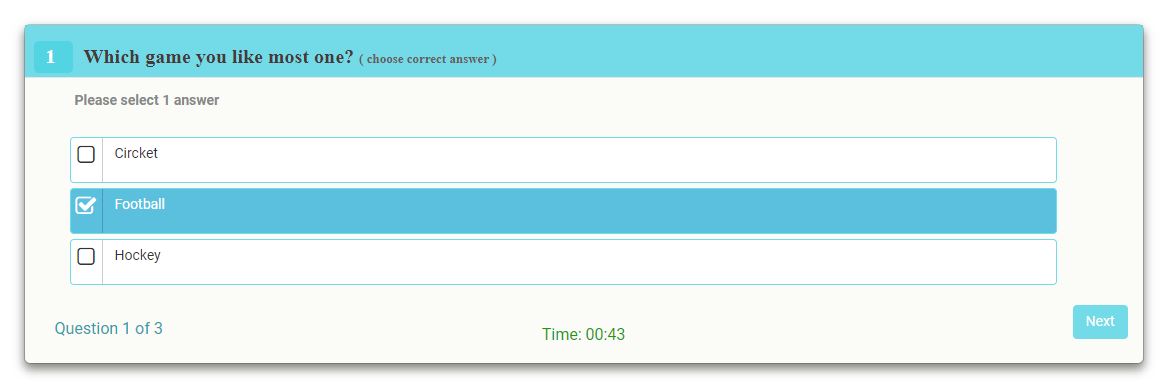 1 Which game you like most one? ( choose correct answer )
Please select 1 answer
Circket
Football
Hockey
Question 1 of 3
Time: 00:43
Next